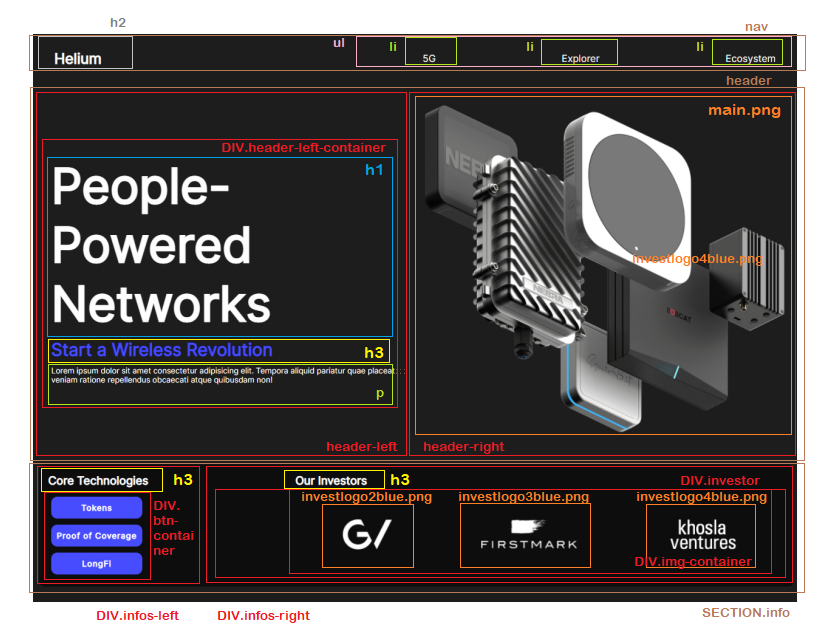 h2
nav
ul
li
li
li
Helium
5G
Explorer
Ecosystem
header
main.png
DIV.header-left-container
h1
People-
Powered
Networks
investlogo4blue.png
BOBCAT
Start a Wireless Revolution
h3
Lorem ipsum dolor sit amet consectetur adipisicing elit. Tempora aliquid pariatur quae placeat
veniam ratione repellendus obcaecati atque quibusdam non!
p
header-left
header-right
Core Technologies
h3
Our Investors
h3
DIV.investor
investlogo2blue.png
investlogo3blue.png
investlogo4blue.png
Tokens
Proof of Coverage
LongFI
DIV.
btn-
contai
ner
G/
FIRSTMARK
khosla
ventures
DIV.img-container
DIV.infos-left
DIV.infos-right
SECTION.info